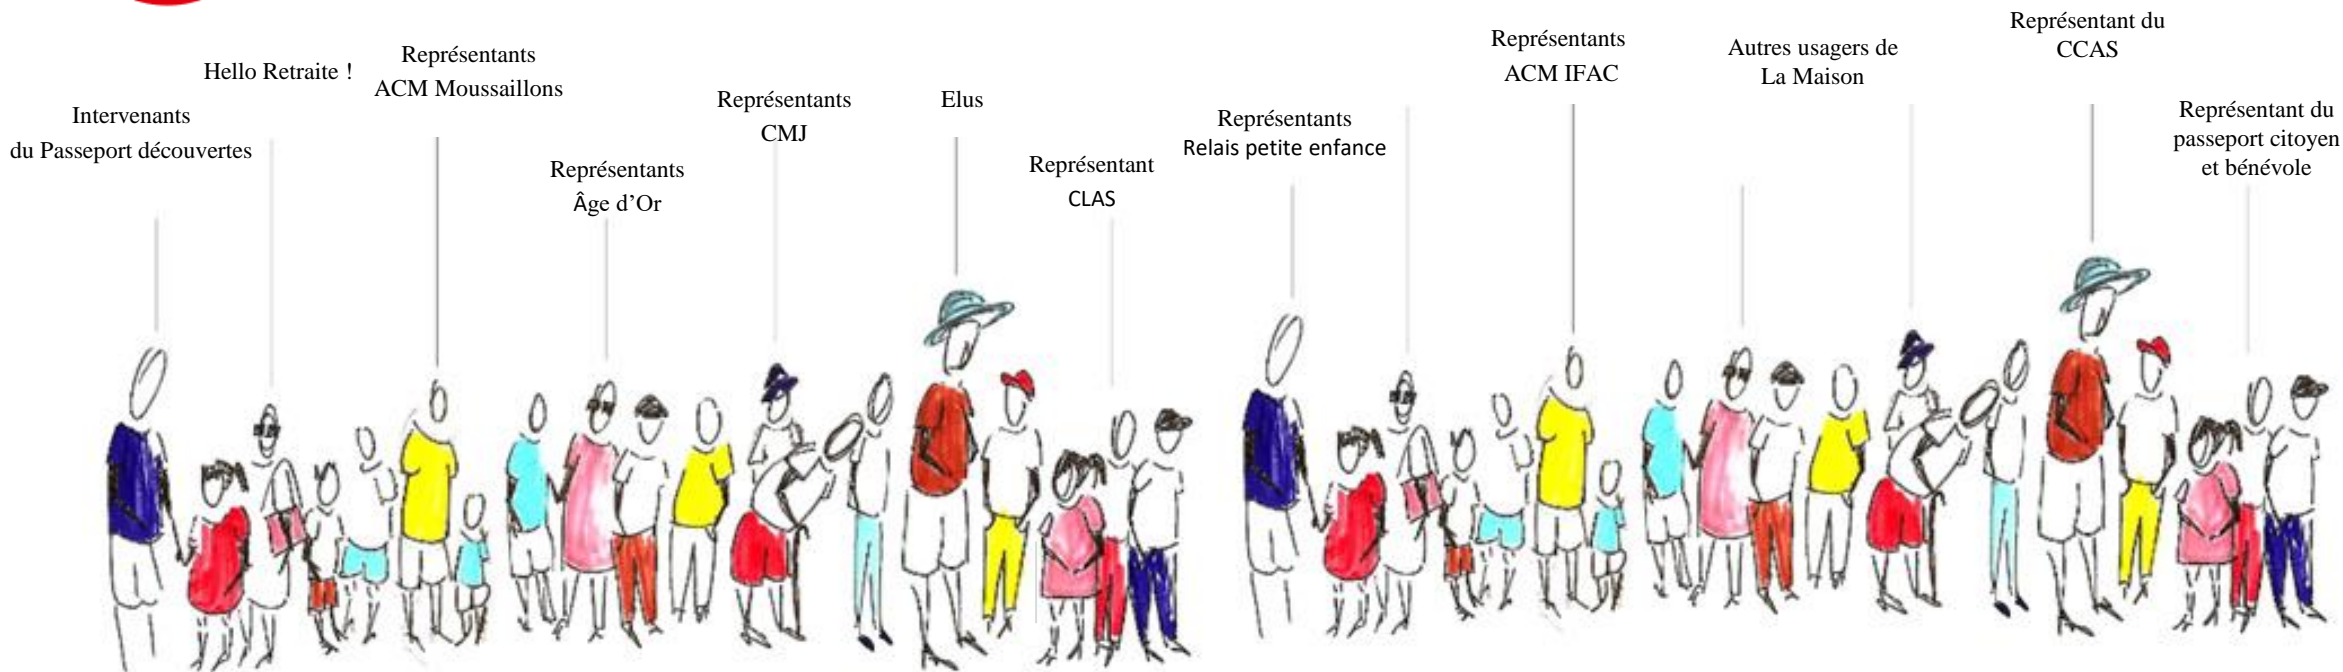 Intervenants
du Passeport découvertes
Hello Retraite !
Représentants
ACM Moussaillons
Représentants
Âge d’Or
Représentants
CMJ
Elus
Représentant
CLAS
Représentants
Relais petite enfance
Représentants
ACM IFAC
Autres usagers de
La Maison
Représentant du
CCAS
Représentant du
passeport citoyen
et bénévole